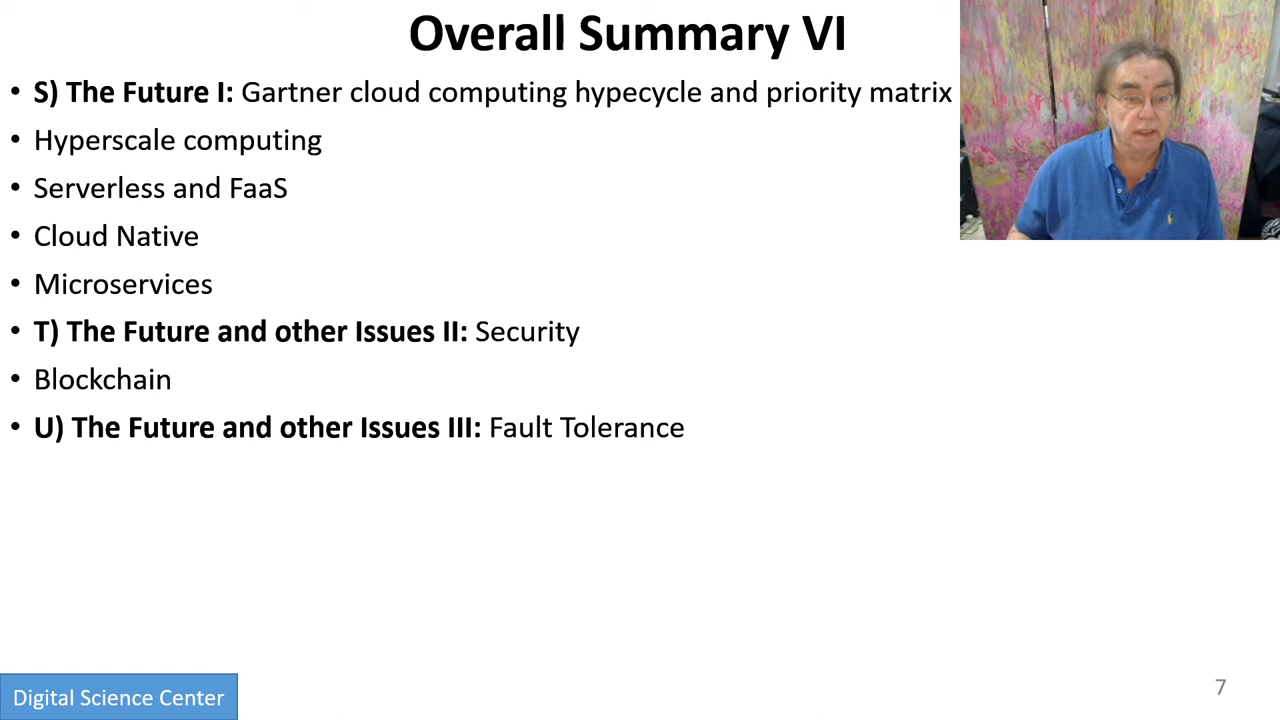 Overall Summary VI
• S) The Future I: Gartner cloud computing hypecycle and priority matrix
• Hyperscale computing
• Serverless and FaaS
• Cloud Native
• Microservices
• T) The Future and other Issues II: Security
• Blockchain
• U) The Future and other Issues III: Fault Tolerance
Digital Science Center
7